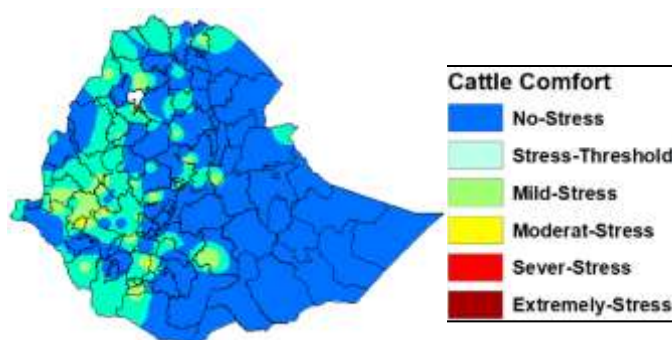 Cattle Comfort
No-Stress
Stress-Threshold
Mild-Stress
Moderat-Stress
Sever-Stress
Extremely-Stress